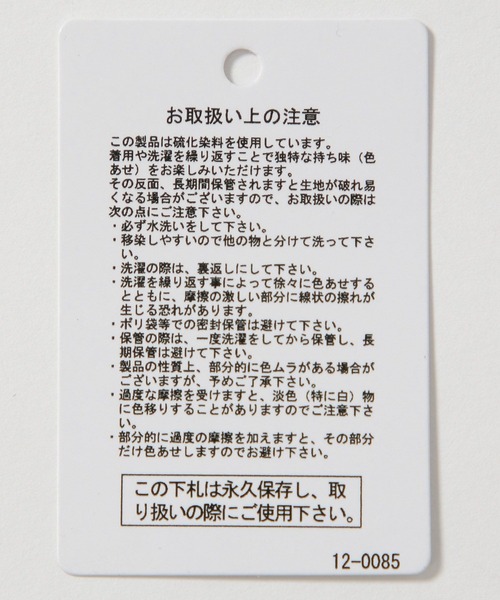 お取扱い上の注意
この製品は硫化染料を使用しています。
着用や洗濯を繰り返すことで独特な持ち味（色
あせ）をお楽しみいただけます。
その反面、長期間保管されますと生地が破れ易
くなる場合がございますので、お取扱いの際は
次の点にご注意下さい。
・必ず水洗いをして下さい。
・移染しやすいので他の物と分けて洗って下さ
い。
・洗濯の際は、裏返しにして下さい。
・洗濯を繰り返す事によって徐々に色あせする
とともに、摩擦の激しい部分に線状の擦れが
生じる恐れがあります。
・ポリ袋等での密封保管は避けて下さい。
・保管の際は、一度洗濯をしてから保管し、長
期保管は避けて下さい。
・製品の性質上、部分的に色ムラがある場合が
ございますが、予めご了承下さい。
・過度な摩擦を受けますと、淡色（特に白）物
に色移りすることがありますのでご注意下さ
い。
・部分的に過度の摩擦を加えますと、その部分
だけ色あせしますのでお避け下さい。
この下札は永久保存し、取
り扱いの際にご使用下さい。
12-0085